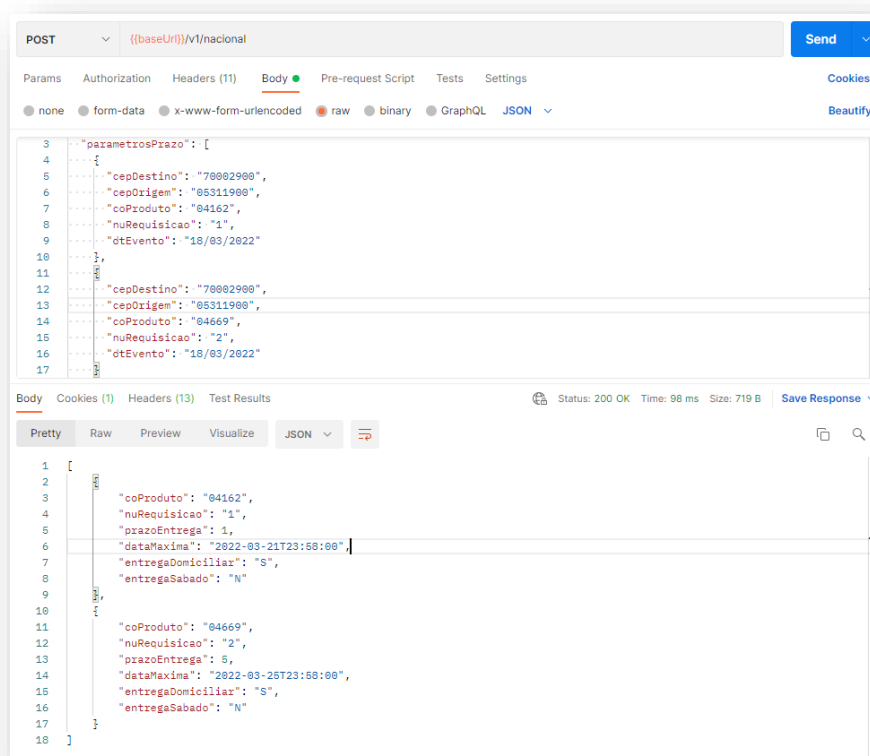 POST {{baseUrl}}/v1/nacional Send
Params Authorization Headers (11) Body Pre-request Script Tests Settings Cookies
none form-data x-www-form-urlencoded raw binary GraphQL JSON Beautify
3 "parametrosPrazo": [
4 {
5 "cepDestino": "70002900",
6 "cepOrigem": "05311900",
7 "coProduto": "04162",
8 "nuRequisicao": "1",
9 "dtEvento": "18/03/2022"
10 },
11 {
12 "cepDestino": "70002900",
13 "cepOrigem": "05311900",
14 "coProduto": "04669",
15 "nuRequisicao": "2",
16 "dtEvento": "18/03/2022"
17 }
Body Cookies (1) Headers (13) Test Results Status: 200 OK Time: 98 ms Size: 719 B Save Response
Pretty Raw Preview Visualize JSON
1 [
2 {
3 "coProduto": "04162",
4 "nuRequisicao": "1",
5 "prazoEntrega": 1,
6 "dataMaxima": "2022-03-21T23:58:00",
7 "entregaDomiciliar": "S",
8 "entregaSabado": "N"
9 },
10 {
11 "coProduto": "04669",
12 "nuRequisicao": "2",
13 "prazoEntrega": 5,
14 "dataMaxima": "2022-03-25T23:58:00",
15 "entregaDomiciliar": "S",
16 "entregaSabado": "N"
17 }
18 ]